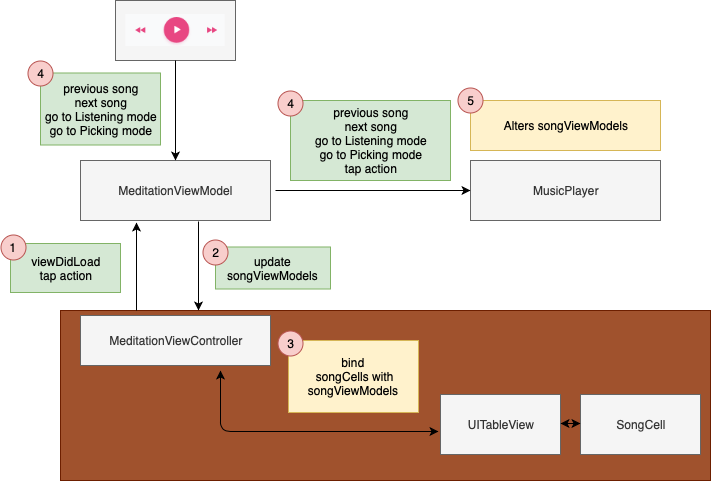 4
previous song
next song
go to Listening mode
go to Picking mode
4
previous song
next song
go to Listening mode
go to Picking mode
tap action
5
Alters songViewModels
MeditationViewModel
MusicPlayer
1
viewDidLoad
tap action
2
update
songViewModels
MeditationViewController
3
bind
songCells with
songViewModels
UITableView
SongCell